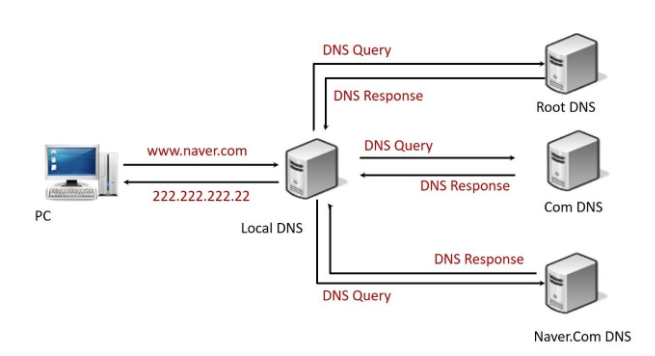 DNS Query
DNS Response
Root DNS
www.naver.com
222.222.222.22
PC
Local DNS
DNS Query
DNS Response
Com DNS
DNS Response
DNS Query
Naver.Com DNS